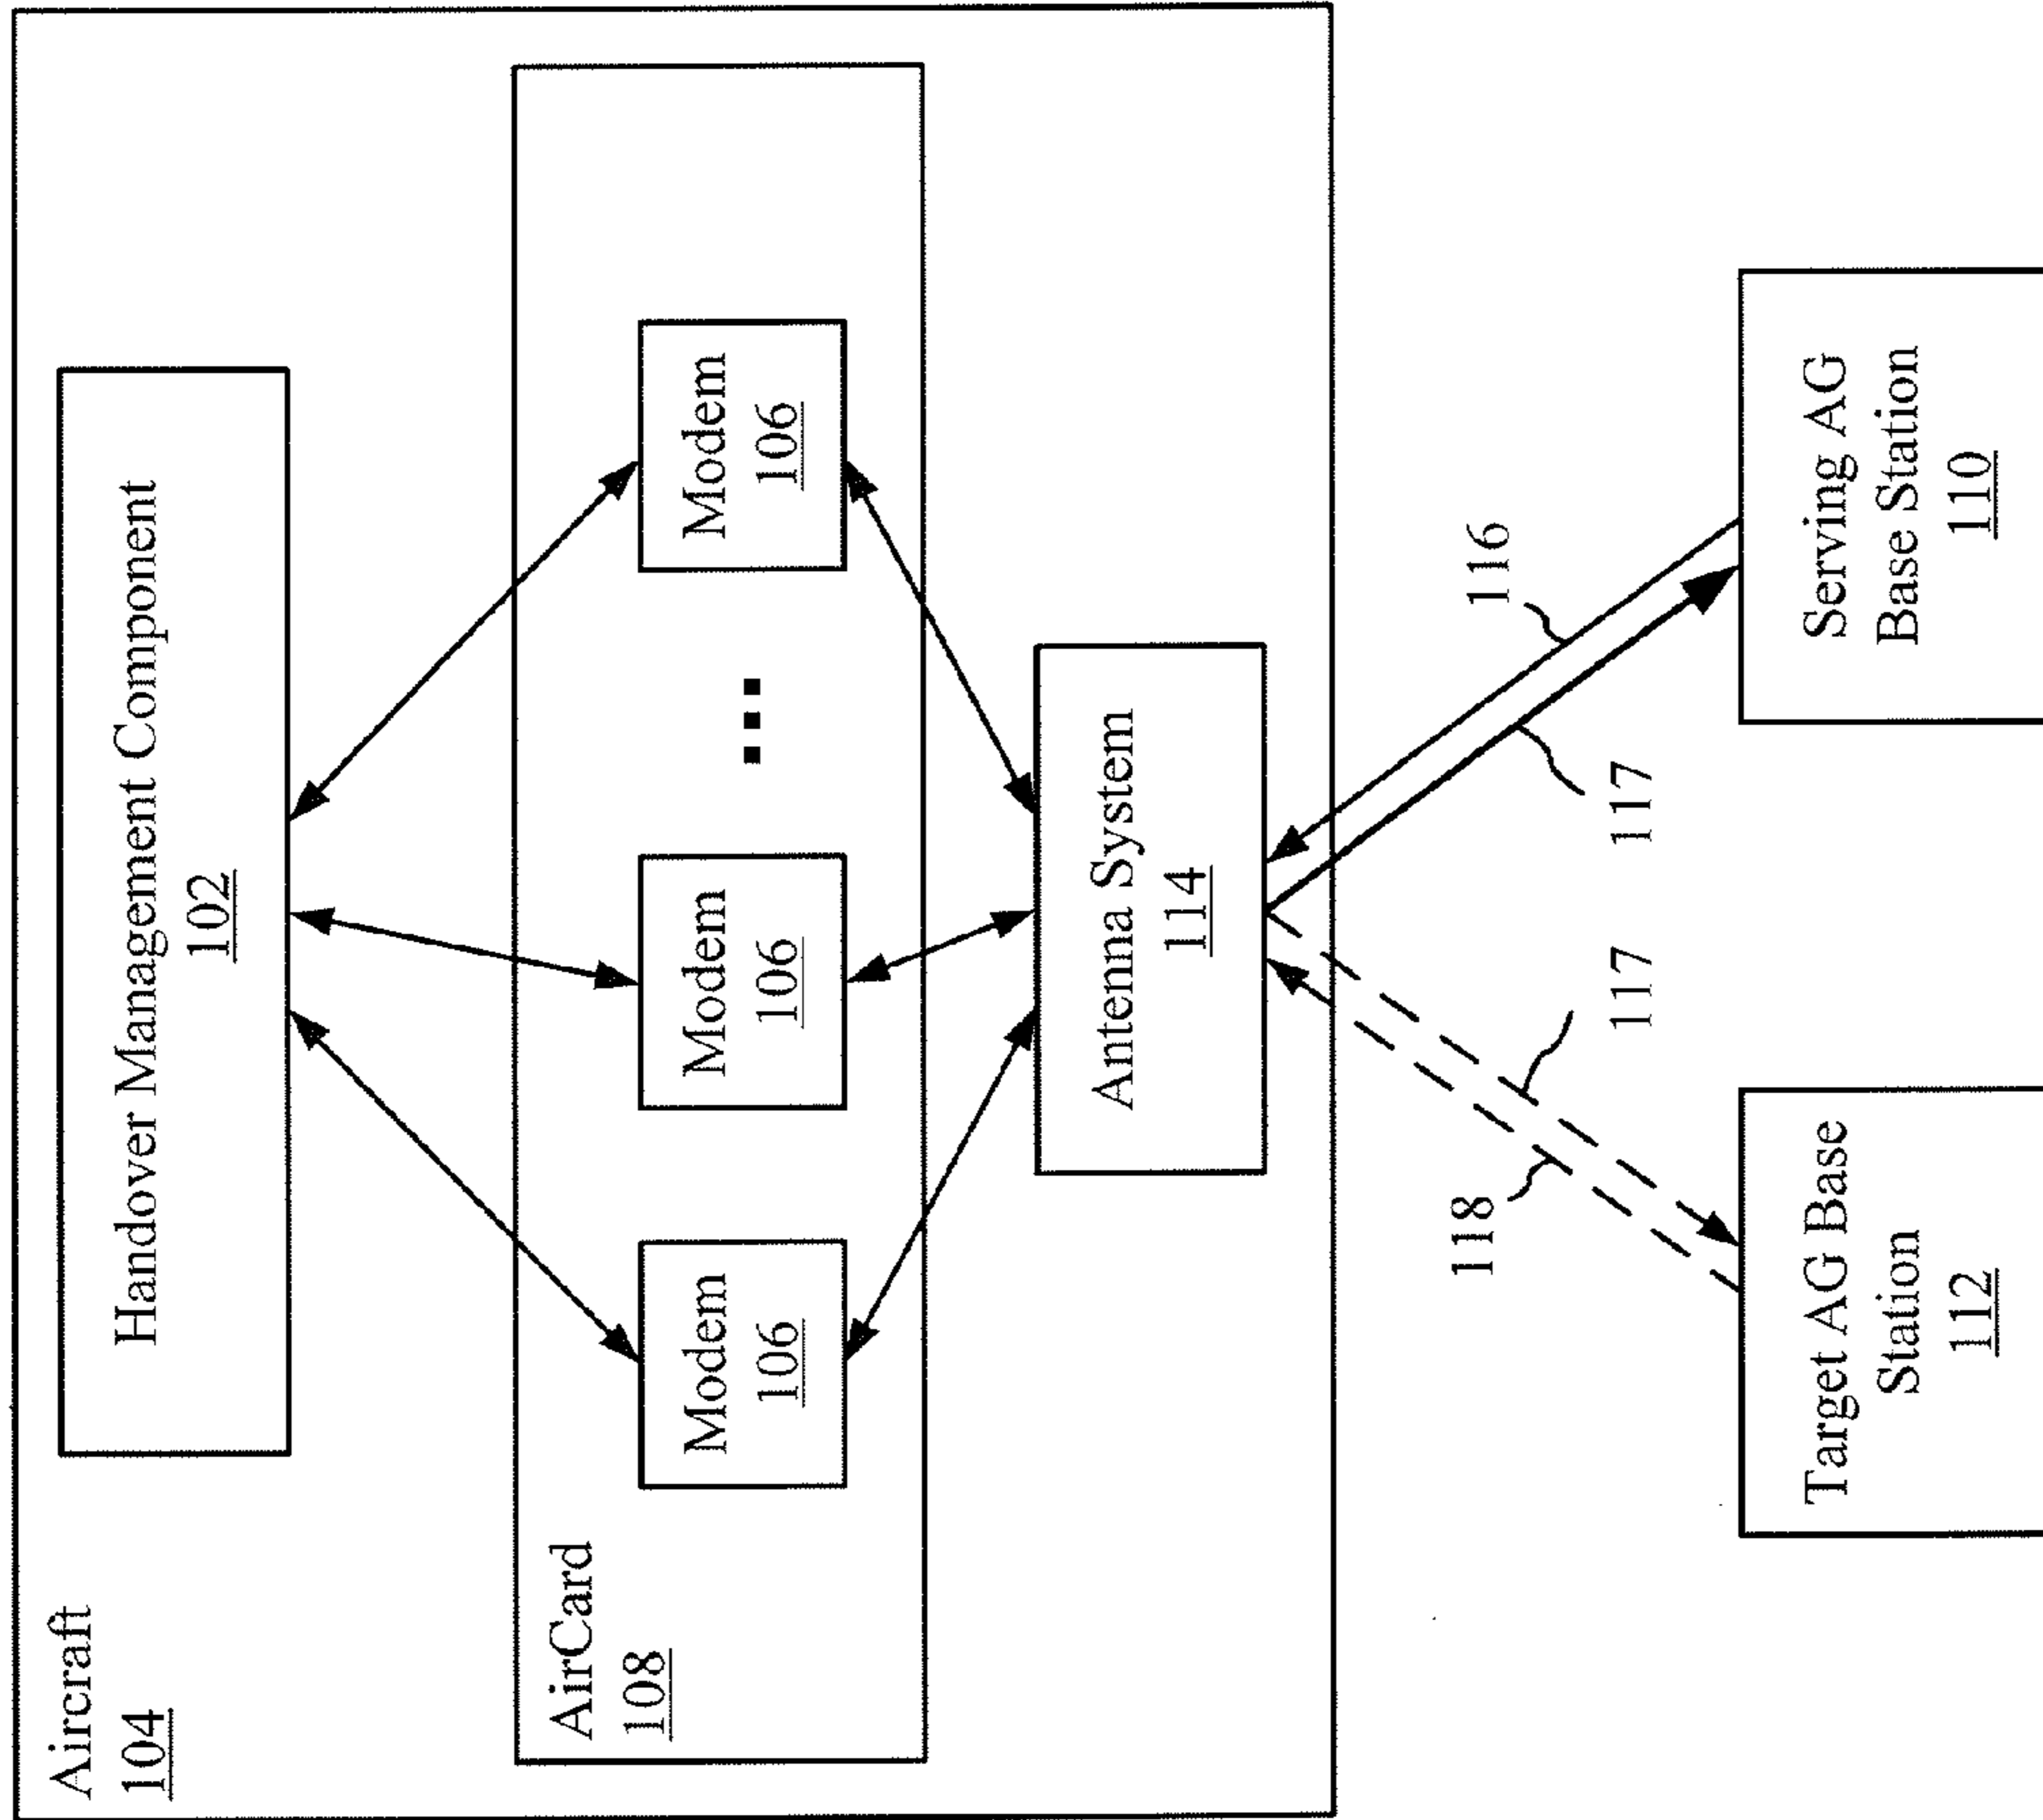 Aircraft
104
Handover Management Component
102
AirCard
108
Modem
106
Modem
106
...
Modem
106
Antenna System
114
118
117
117
116
Target AG Base
Station
112
Serving AG
Base Station
110